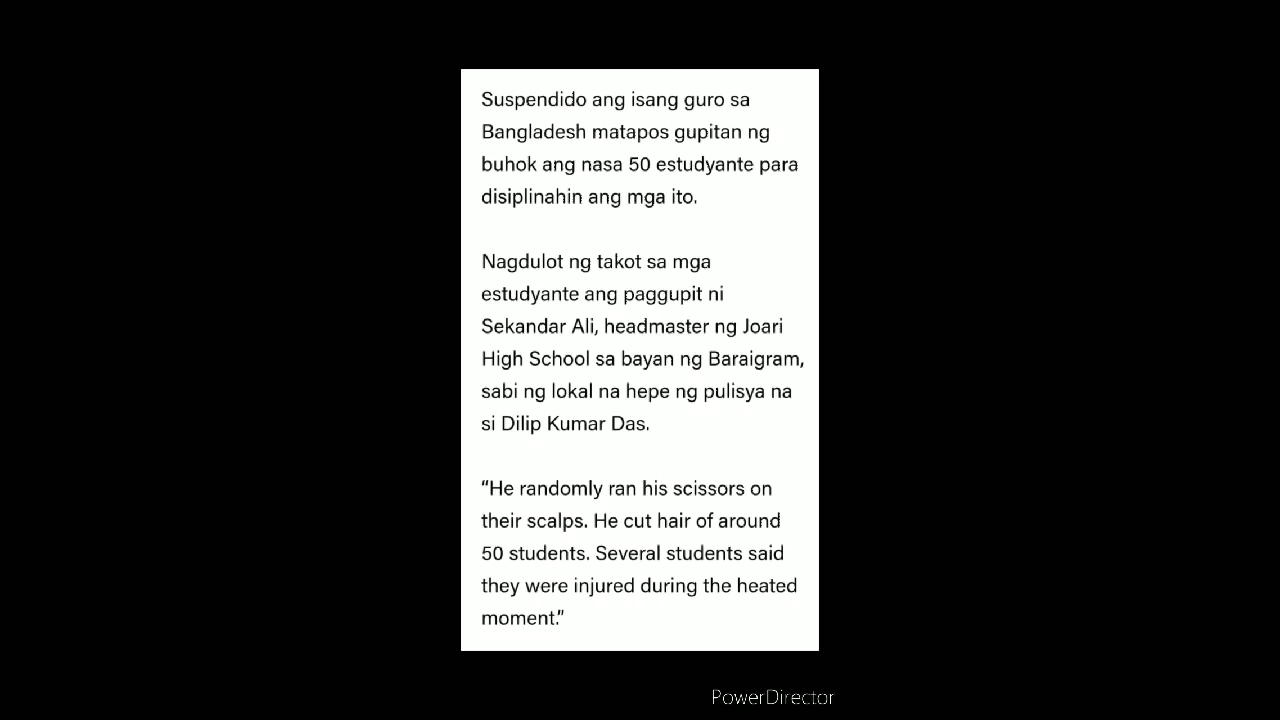 Suspendido ang isang guro sa
Bangladesh matapos gupitan ng
buhok ang nasa 50 estudyante para
disiplinahin ang mga ito.
Nagdulot ng takot sa mga
estudyante ang paggupit ni
Sekandar Ali, headmaster ng Joari
High School sa bayan ng Baraigram,
sabi ng lokal na hepe ng pulisya na
si Dilip Kumar Das.
“He randomly ran his scissors on
their scalps. He cut hair of around
50 students. Several students said
they were injured during the heated
moment.”
PowerDirector